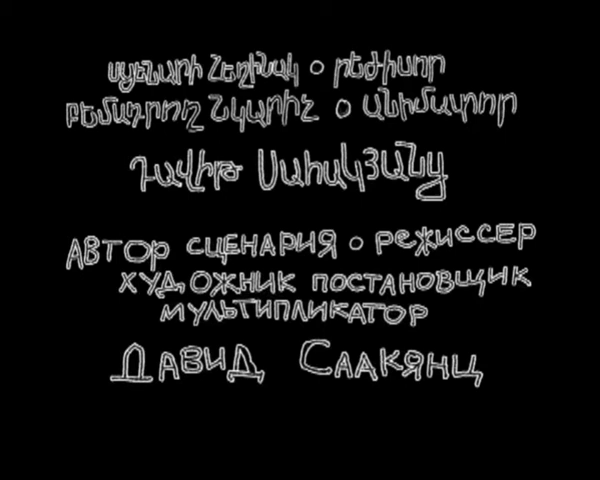 սցենարի հեղինակ o ռեժիսոր
բեմադրող նկարիչ o անիմատոր
Դավիթ Սահակյանց
АВТОР СЦЕНАРИЯ o РЕЖИССЕР
ХУДОЖНИК ПОСТАНОВЩИК
МУЛЬТИПЛИКАТОР
ДАВИД СААКЯНЦ